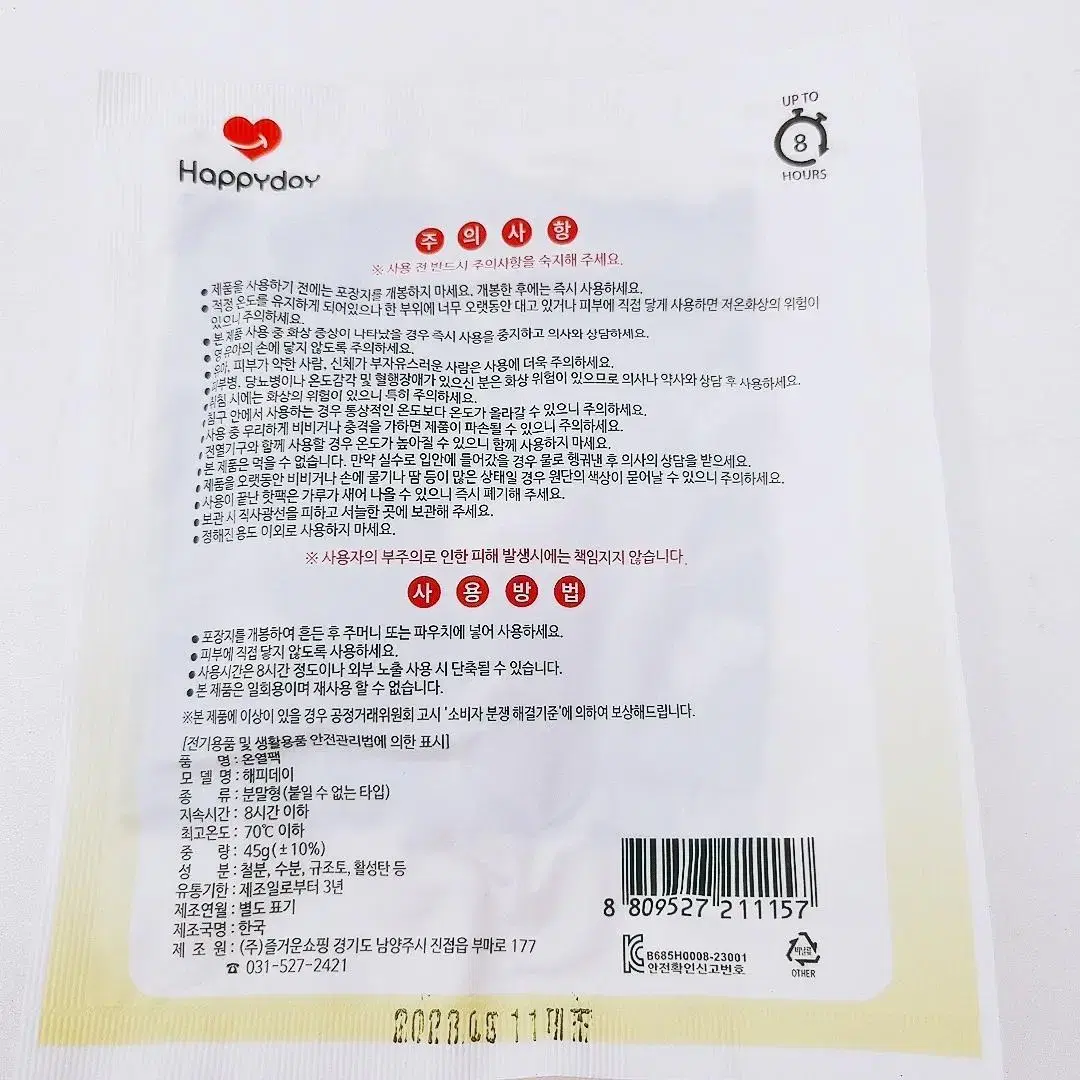 Happyday
UP TO
8
HOURS
주의사항
※ 사용 전 반드시 주의사항을 숙지해 주세요.
● 제품을 사용하기 전에는 포장지를 개봉하지 마세요. 개봉한 후에는 즉시 사용하세요.
● 적정 온도를 유지하게 되어있으나 한 부위에 너무 오랫동안 대고 있거나 피부에 직접 닿게 사용하면 저온화상의 위험이
있으니 주의하세요.
● 본 제품 사용 중 화상 증상이 나타났을 경우 즉시 사용을 중지하고 의사와 상담하세요.
● 영유아의 손에 닿지 않도록 주의하세요.
● 유아, 피부가 약한 사람, 신체가 부자유스러운 사람은 사용에 더욱 주의하세요.
● 피부병, 당뇨병이나 온도감각 및 혈행장애가 있으신 분은 화상 위험이 있으므로 의사나 약사와 상담 후 사용하세요.
● 취침 시에는 화상의 위험이 있으니 특히 주의하세요.
● 침구 안에서 사용하는 경우 통상적인 온도보다 온도가 올라갈 수 있으니 주의하세요.
● 사용 중 무리하게 비비거나 충격을 가하면 제품이 파손될 수 있으니 주의하세요.
● 전열기구와 함께 사용할 경우 온도가 높아질 수 있으니 함께 사용하지 마세요.
● 본 제품은 먹을 수 없습니다. 만약 실수로 입안에 들어갔을 경우 물로 헹궈낸 후 의사의 상담을 받으세요.
● 제품을 오랫동안 비비거나 손에 물기나 땀 등이 많은 상태일 경우 원단의 색상이 묻어날 수 있으니 주의하세요.
● 사용이 끝난 핫팩은 가루가 새어 나올 수 있으니 즉시 폐기해 주세요.
● 보관 시 직사광선을 피하고 서늘한 곳에 보관해 주세요.
● 정해진 용도 이외로 사용하지 마세요.
※ 사용자의 부주의로 인한 피해 발생시에는 책임지지 않습니다.
사용방법
● 포장지를 개봉하여 흔든 후 주머니 또는 파우치에 넣어 사용하세요.
● 피부에 직접 닿지 않도록 사용하세요.
● 사용시간은 8시간 정도이나 외부 노출 사용 시 단축될 수 있습니다.
● 본 제품은 일회용이며 재사용 할 수 없습니다.
※본 제품에 이상이 있을 경우 공정거래위원회 고시 '소비자 분쟁 해결기준'에 의하여 보상해드립니다.
[전기용품 및 생활용품 안전관리법에 의한 표시]
품 명 : 온열팩
모 델 명 : 해피데이
종 류 : 분말형(붙일 수 없는 타입)
지속시간 : 8시간 이하
최고온도 : 70℃ 이하
중 량 : 45g(±10%)
성 분 : 철분, 수분, 규조토, 활성탄 등
유통기한 : 제조일로부터 3년
제조연월 : 별도 표기
제조국명 : 한국
제 조 원 : (주)즐거운쇼핑 경기도 남양주시 진접읍 부마로 177
☎ 031-527-2421
8 809527 211157
B685H0008-23001
안전확인신고번호
비닐류
OTHER